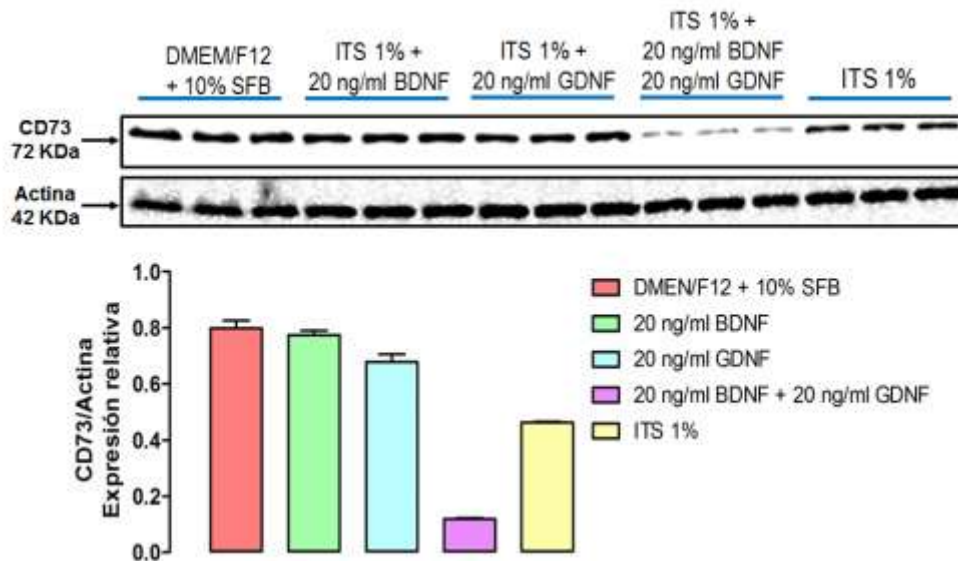 DMEM/F12
+ 10% SFB
ITS 1% +
20 ng/ml BDNF
ITS 1% +
20 ng/ml GDNF
ITS 1% +
20 ng/ml BDNF
20 ng/ml GDNF
ITS 1%
CD73
72 KDa
Actina
42 KDa
CD73/Actina
Expresión relativa
1.0
0.8
0.6
0.4
0.2
0.0
DMEN/F12 + 10% SFB
20 ng/ml BDNF
20 ng/ml GDNF
20 ng/ml BDNF + 20 ng/ml GDNF
ITS 1%